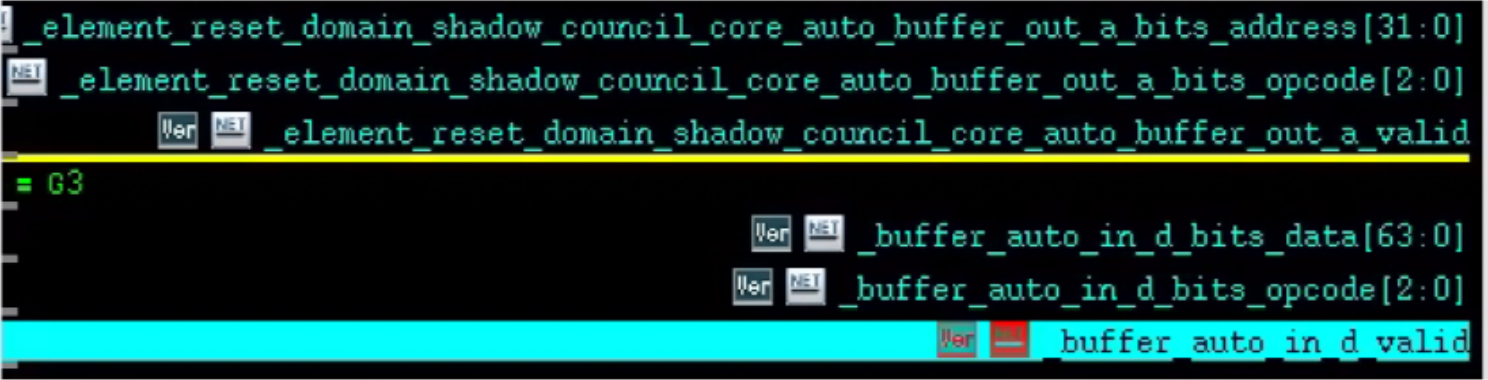 _element_reset_domain_shadow_council_core_auto_buffer_out_a_bits_address[31:0]
NET _element_reset_domain_shadow_council_core_auto_buffer_out_a_bits_opcode[2:0]
Ver NET _element_reset_domain_shadow_council_core_auto_buffer_out_a_valid
= G3
Ver NET _buffer_auto_in_d_bits_data[63:0]
Ver NET _buffer_auto_in_d_bits_opcode[2:0]
Ver NET _buffer_auto_in_d_valid